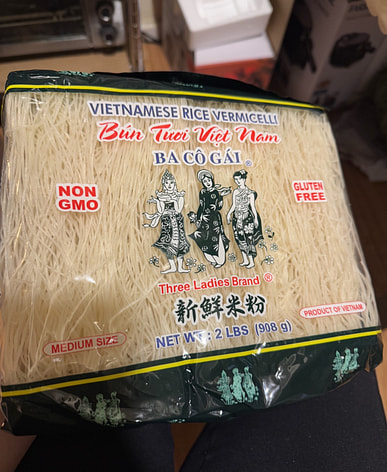 VIETNAMESE RICE VERMICELLI
Bún Tươi Việt Nam
BA CÔ GÁI ®
NON
GMO
GLUTEN
FREE
Three Ladies Brand ®
新鮮米粉
MEDIUM SIZE
NET WT: 2 LBS (908 g)
PRODUCT OF VIETNAM